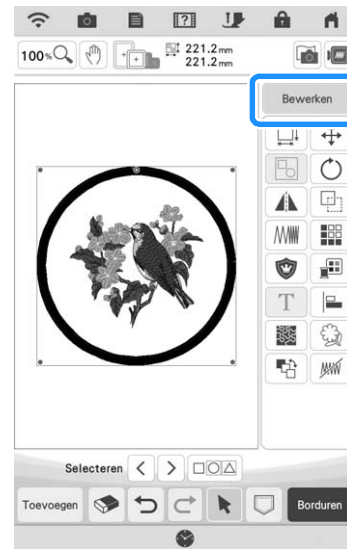 100%
221.2 mm
221.2 mm
Bewerken
T
Selecteren
Toevoegen
Borduren